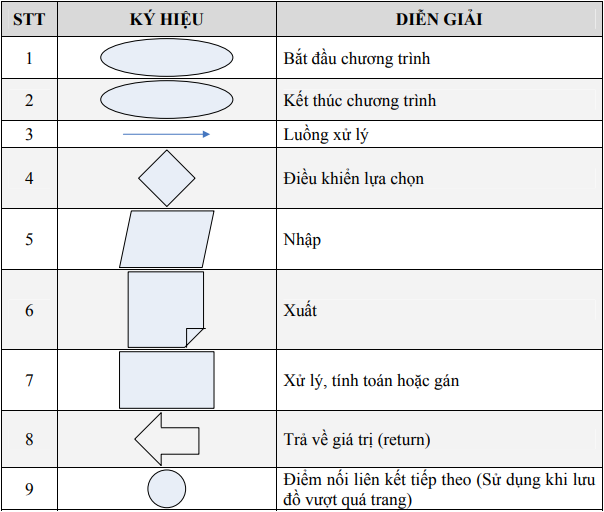 STT KÝ HIỆU DIỄN GIẢI
1 Bắt đầu chương trình
2 Kết thúc chương trình
3 Luồng xử lý
4 Điều khiển lựa chọn
5 Nhập
6 Xuất
7 Xử lý, tính toán hoặc gán
8 Trả về giá trị (return)
9 Điểm nối liên kết tiếp theo (Sử dụng khi lưu
đồ vượt quá trang)